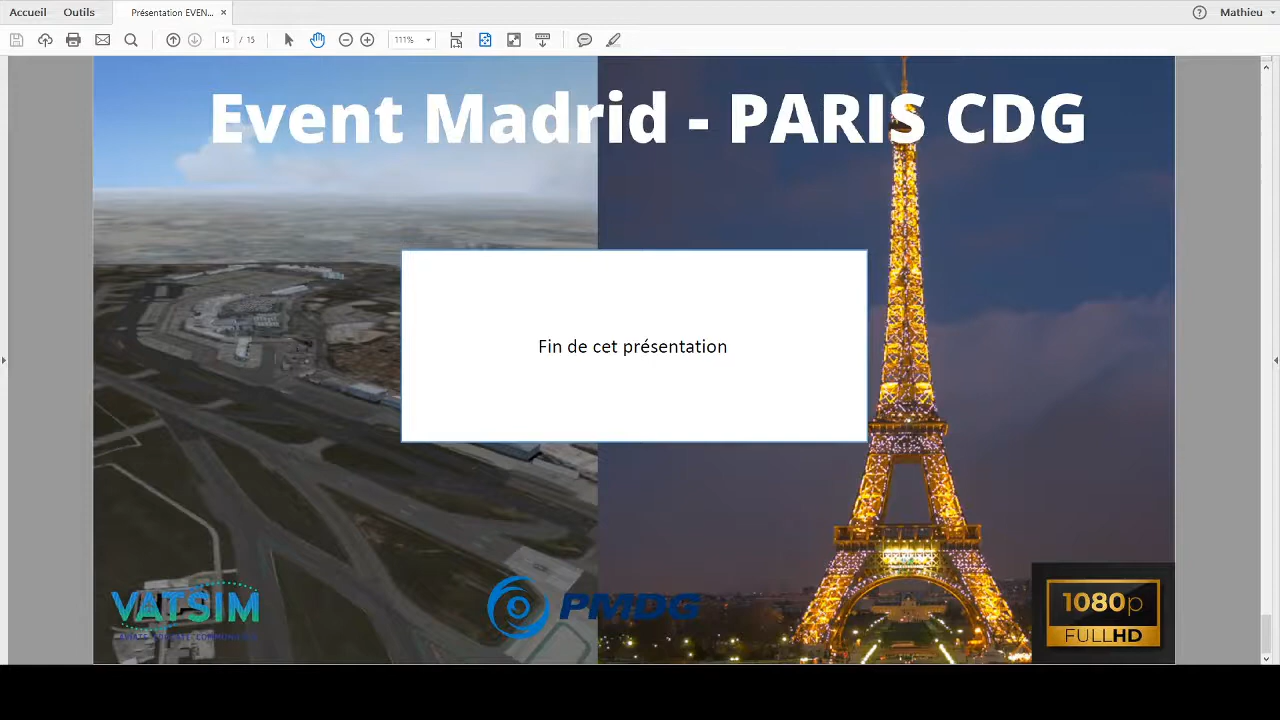 Accueil Outils Présentation EVEN... × Mathieu
15 / 15 111%
Event Madrid - PARIS CDG
Fin de cet présentation
VATSIM
PMDG
1080p
FULLHD